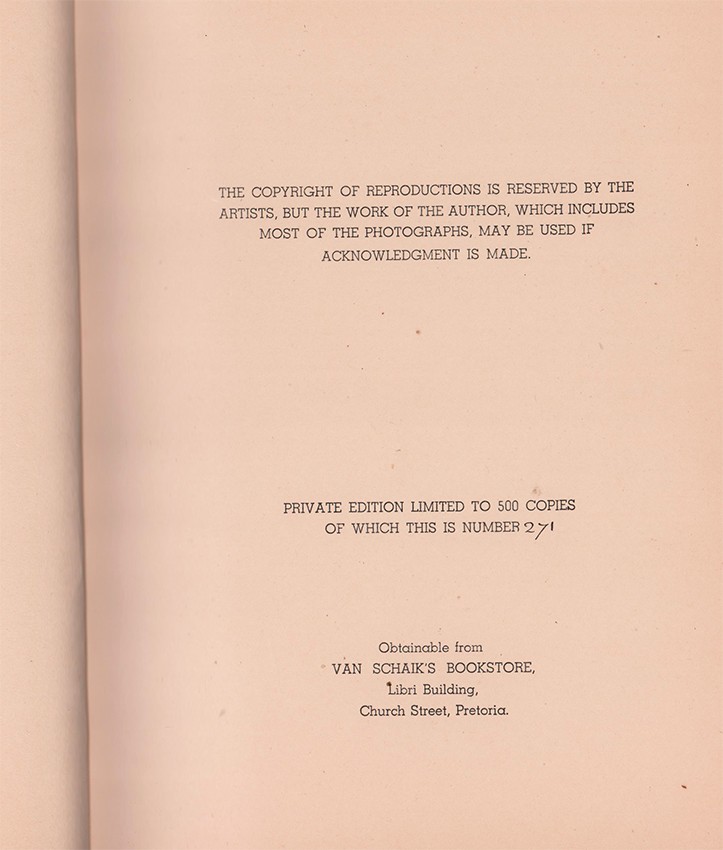 THE COPYRIGHT OF REPRODUCTIONS IS RESERVED BY THE
ARTISTS, BUT THE WORK OF THE AUTHOR, WHICH INCLUDES
MOST OF THE PHOTOGRAPHS, MAY BE USED IF
ACKNOWLEDGMENT IS MADE.
PRIVATE EDITION LIMITED TO 500 COPIES
OF WHICH THIS IS NUMBER 271
Obtainable from
VAN SCHAIK'S BOOKSTORE,
Libri Building,
Church Street, Pretoria.